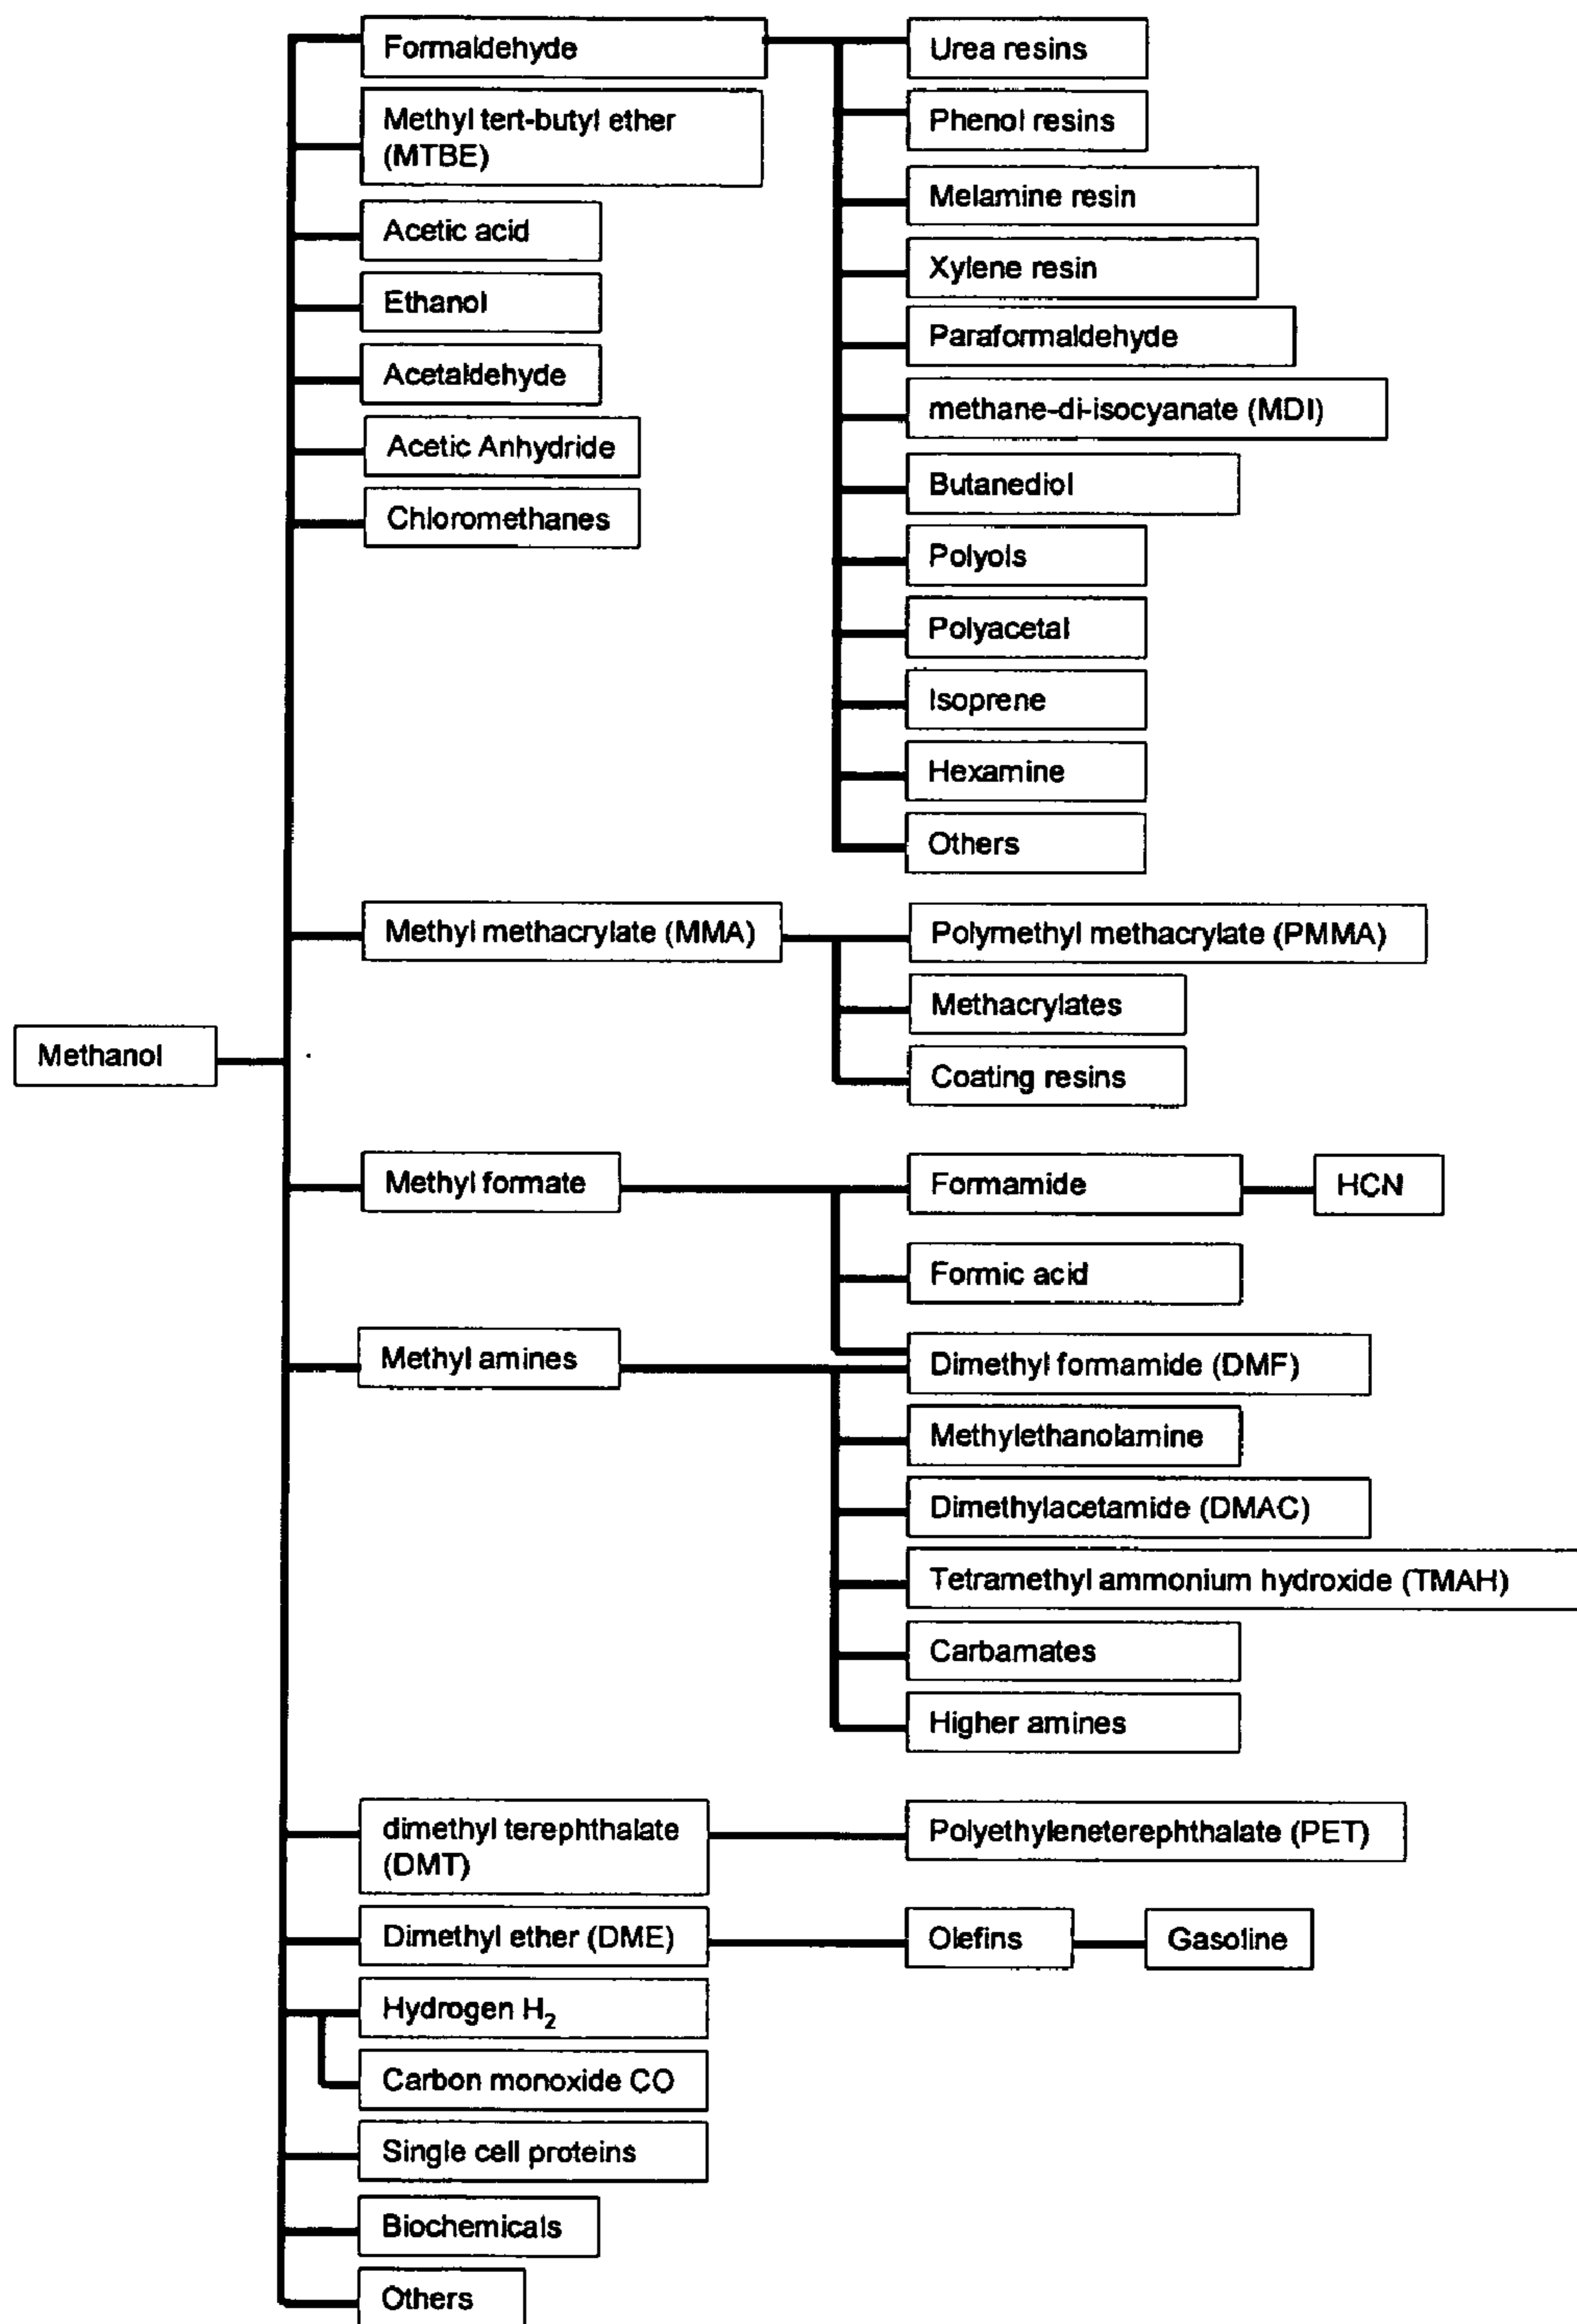 Formaldehyde
Urea resins
Methyl tert-butyl ether
(MTBE)
Phenol resins
Acetic acid
Melamine resin
Ethanol
Xylene resin
Acetaldehyde
Paraformaldehyde
Acetic Anhydride
methane-di-isocyanate (MDI)
Chloromethanes
Butanediol
Polyols
Polyacetal
Isoprene
Hexamine
Others
Methyl methacrylate (MMA)
Polymethyl methacrylate (PMMA)
Methacrylates
Methanol
Coating resins
Methyl formate
Formamide
HCN
Formic acid
Methyl amines
Dimethyl formamide (DMF)
Methylethanolamine
Dimethylacetamide (DMAC)
Tetramethyl ammonium hydroxide (TMAH)
Carbamates
Higher amines
dimethyl terephthalate
(DMT)
Polyethyleneterephthalate (PET)
Dimethyl ether (DME)
Olefins
Gasoline
Hydrogen H₂
Carbon monoxide CO
Single cell proteins
Biochemicals
Others